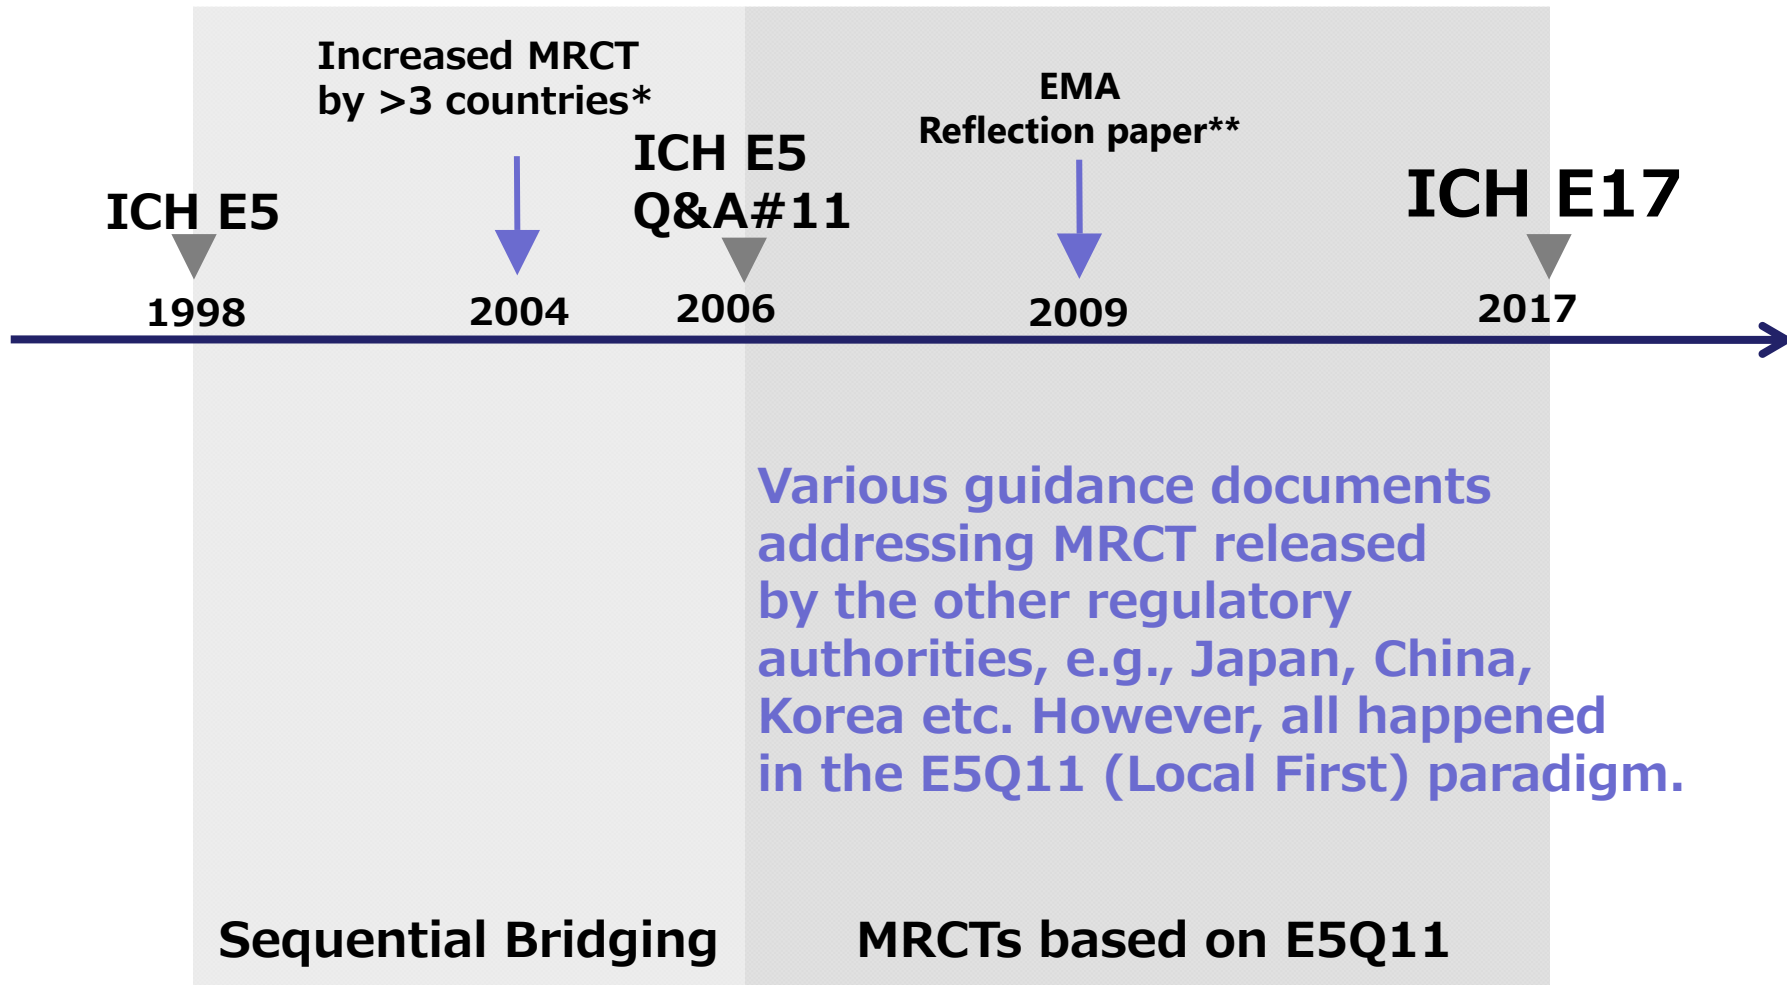 Increased MRCT
by >3 countries*
EMA
Reflection paper**
ICH E5
ICH E5
Q&A#11
ICH E17
1998
2004
2006
2009
2017
Various guidance documents
addressing MRCT released
by the other regulatory
authorities, e.g., Japan, China,
Korea etc. However, all happened
in the E5Q11 (Local First) paradigm.
Sequential Bridging
MRCTs based on E5Q11